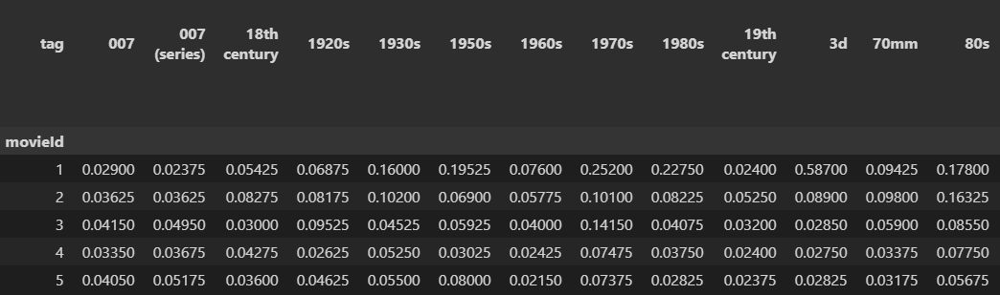 tag 007 007 (series) 18th century 1920s 1930s 1950s 1960s 1970s 1980s 19th century 3d 70mm 80s
movieId
1 0.02900 0.02375 0.05425 0.06875 0.16000 0.19525 0.07600 0.25200 0.22750 0.02400 0.58700 0.09425 0.17800
2 0.03625 0.03625 0.08275 0.08175 0.10200 0.06900 0.05775 0.10100 0.08225 0.05250 0.08900 0.09800 0.16325
3 0.04150 0.04950 0.03000 0.09525 0.04525 0.05925 0.04000 0.14150 0.04075 0.03200 0.02850 0.05900 0.08550
4 0.03350 0.03675 0.04275 0.02625 0.05250 0.03025 0.02425 0.07475 0.03750 0.02400 0.02750 0.03375 0.07750
5 0.04050 0.05175 0.03600 0.04625 0.05500 0.08000 0.02150 0.07375 0.02825 0.02375 0.02825 0.03175 0.05675